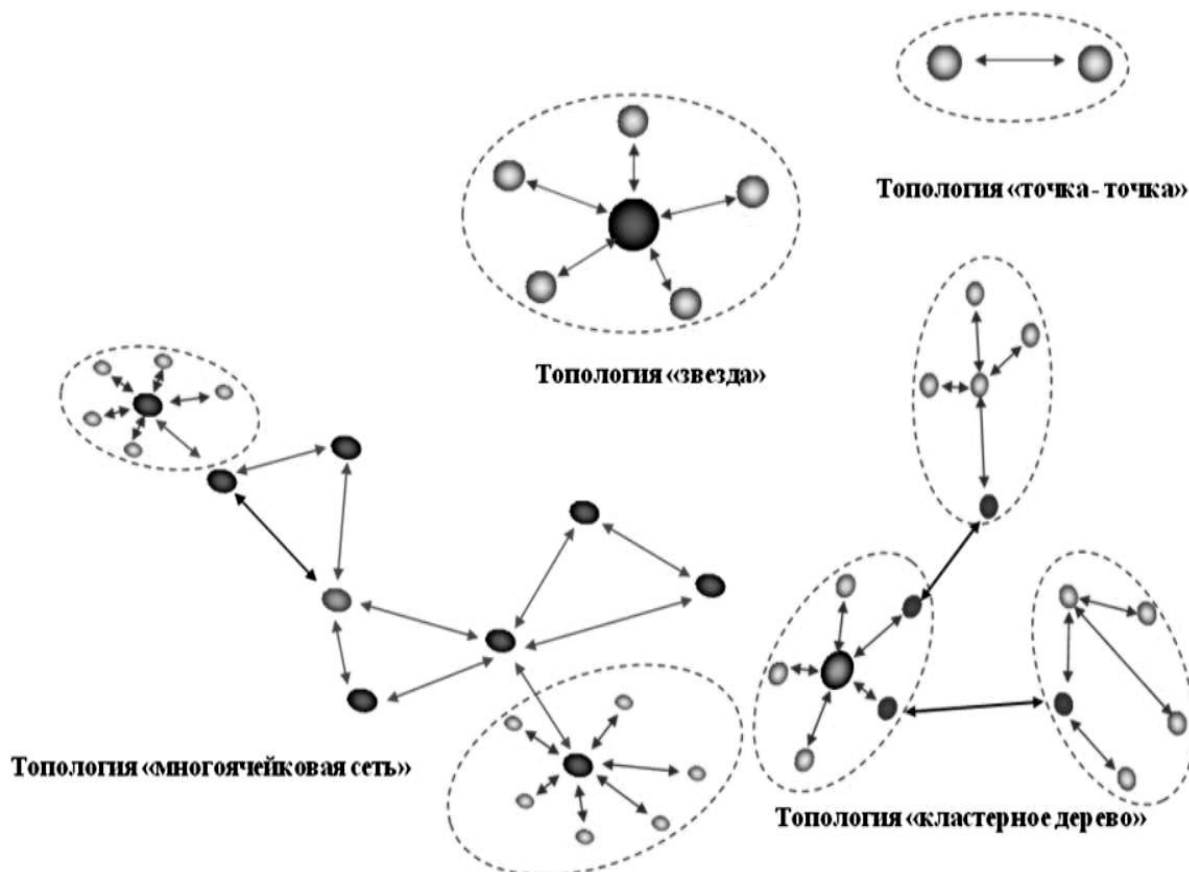 Топология «точка - точка»
Топология «звезда»
Топология «многоячейковая сеть»
Топология «кластерное дерево»